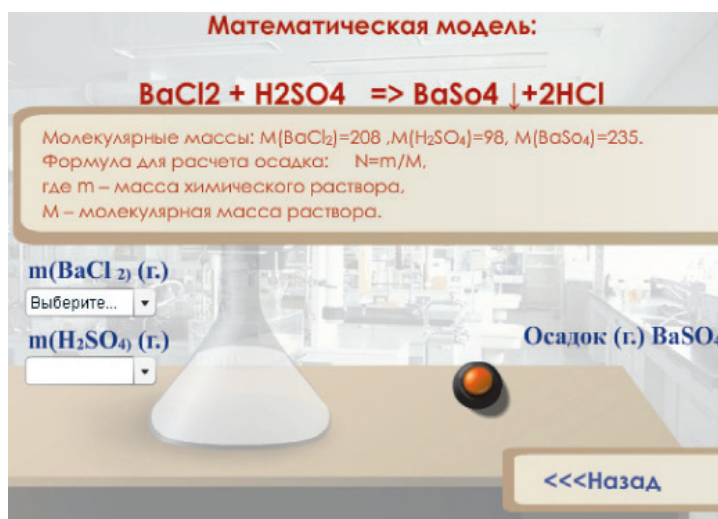 Математическая модель:
BaCl2 + H2SO4 => BaSo4 ↓+2HCl
Молекулярные массы: M(BaCl₂)=208 ,M(H₂SO₄)=98, M(BaSo₄)=235.
Формула для расчета осадка: N=m/M,
где m – масса химического раствора,
М – молекулярная масса раствора.
m(BaCl ₂₎ (г.)
Выберите...
m(H₂SO₄₎ (г.)
Осадок (г.) BaSO₄
<<<Назад